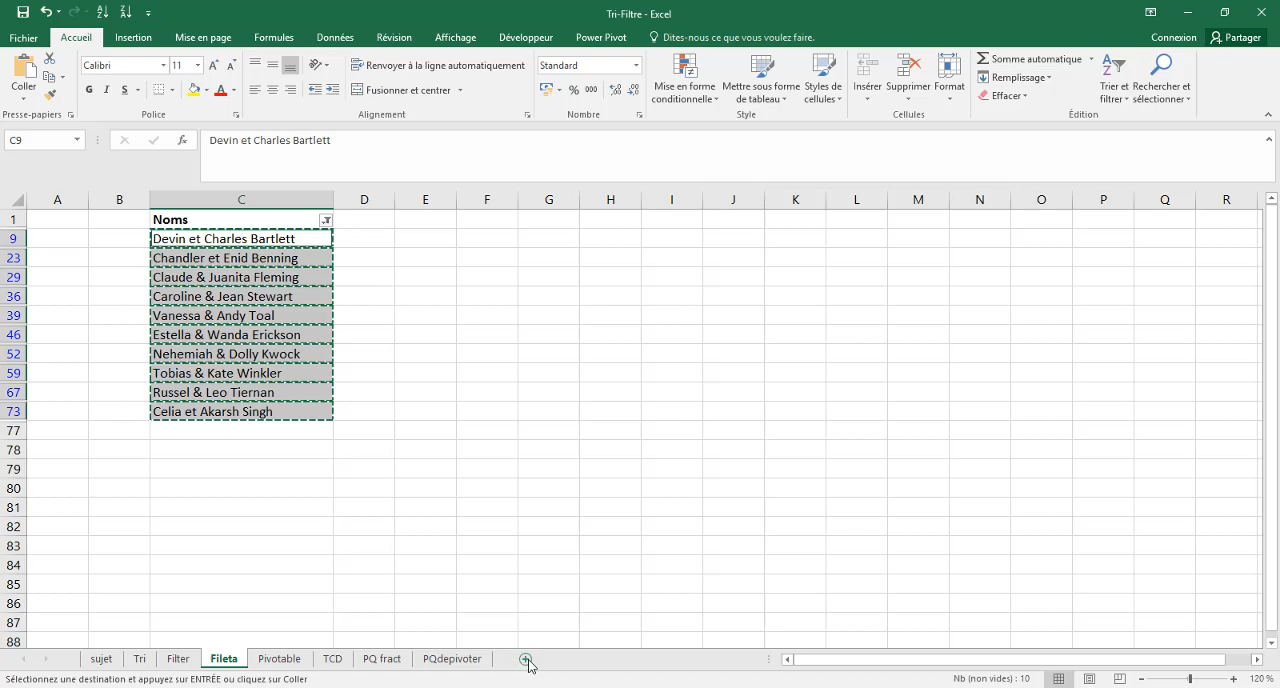 Tri-Filtre - Excel
Fichier Accueil Insertion Mise en page Formules Données Révision Affichage Développeur Power Pivot Dites-nous ce que vous voulez faire. Connexion Partager
Coller
Presse-papiers
Calibri 11
G I S
Police
Renvoyer à la ligne automatiquement
Fusionner et centrer
Alignement
Standard
% 000
Nombre
Mise en forme conditionnelle
Mettre sous forme de tableau
Styles de cellules
Style
Insérer Supprimer Format
Cellules
Somme automatique
Remplissage
Effacer
Trier et filtrer
Rechercher et sélectionner
Édition
C9 fx Devin et Charles Bartlett
A B C D E F G H I J K L M N O P Q R
1 Noms
9 Devin et Charles Bartlett
23 Chandler et Enid Benning
29 Claude & Juanita Fleming
36 Caroline & Jean Stewart
39 Vanessa & Andy Toal
46 Estella & Wanda Erickson
52 Nehemiah & Dolly Kwock
59 Tobias & Kate Winkler
67 Russel & Leo Tiernan
73 Celia et Akarsh Singh
77
78
79
80
81
82
83
84
85
86
87
88
sujet Tri Filter Fileta Pivotable TCD PQ fract PQdepivoter
Sélectionnez une destination et appuyez sur ENTRÉE ou cliquez sur Coller Nb (non vides) : 10 120 %